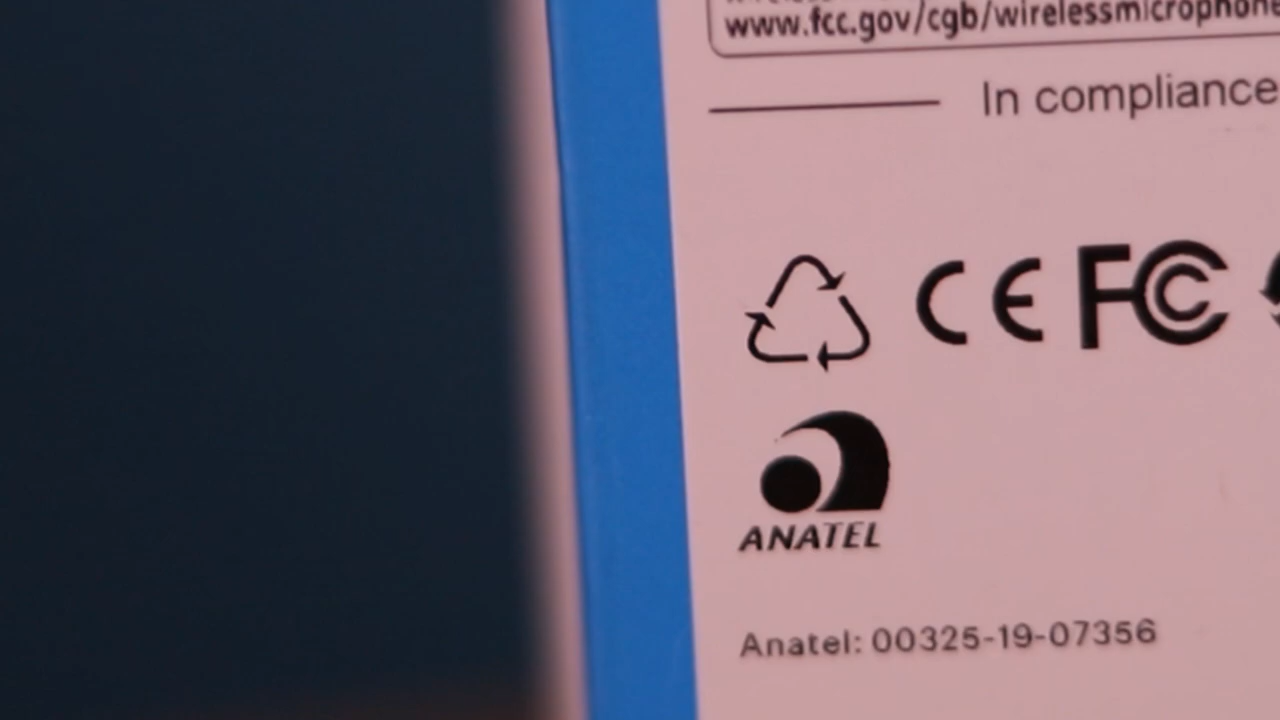 www.fcc.gov/cgb/wirelessmicrophone
In compliance
CE FC
ANATEL
Anatel: 00325-19-07356